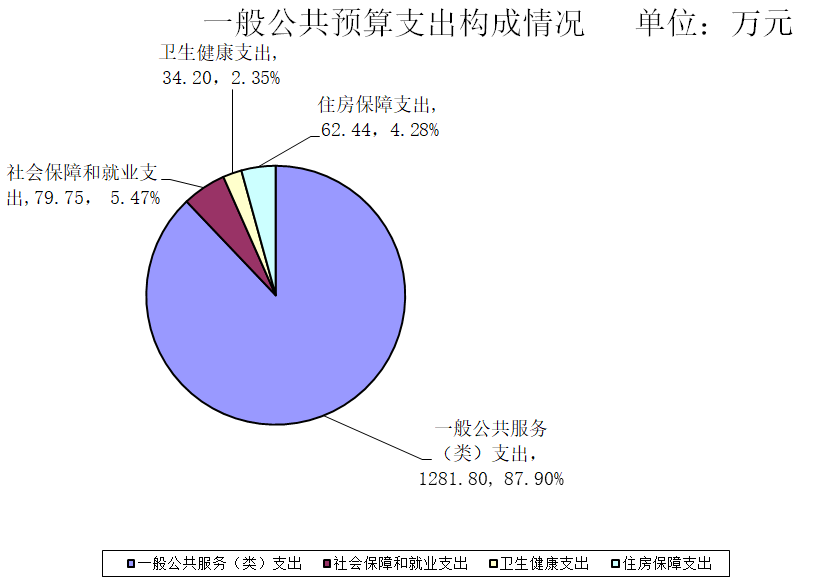 一般公共预算支出构成情况 单位：万元
卫生健康支出,
34.20，2.35%
住房保障支出,
62.44，4.28%
社会保障和就业支
出,79.75， 5.47%
一般公共服务
（类）支出，
1281.80, 87.90%
一般公共服务（类）支出 社会保障和就业支出 卫生健康支出 住房保障支出